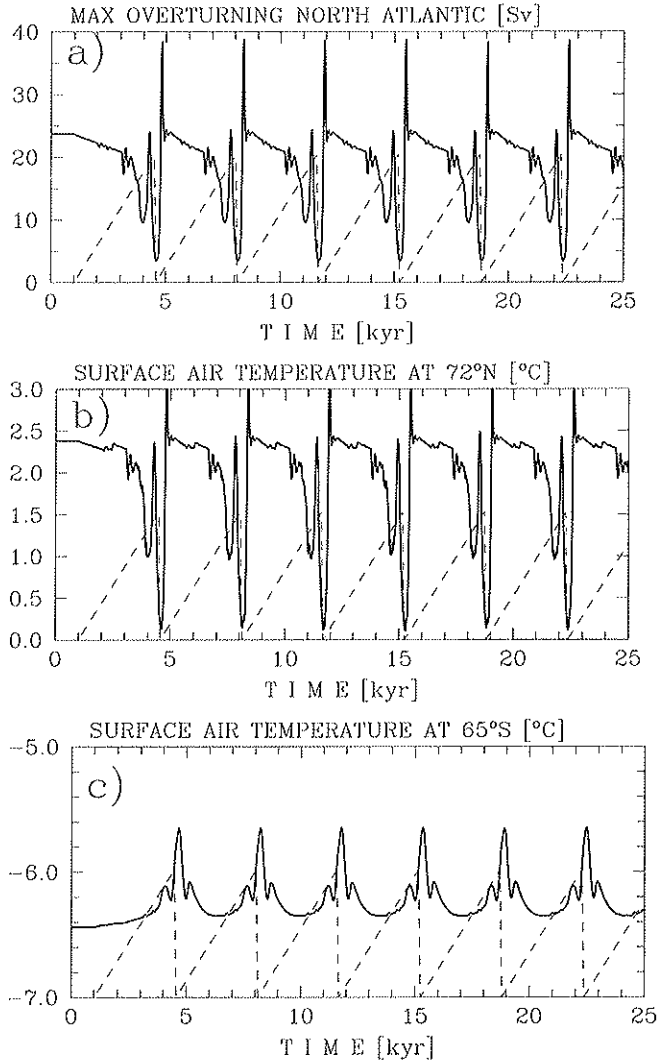 MAX OVERTURNING NORTH ATLANTIC [Sv]
a)
40
30
20
10
0
0 5 10 15 20 25
T I M E [kyr]
SURFACE AIR TEMPERATURE AT 72°N [°C]
b)
3.0
2.5
2.0
1.5
1.0
0.5
0.0
0 5 10 15 20 25
T I M E [kyr]
SURFACE AIR TEMPERATURE AT 65°S [°C]
c)
-5.0
-6.0
-7.0
0 5 10 15 20 25
T I M E [kyr]